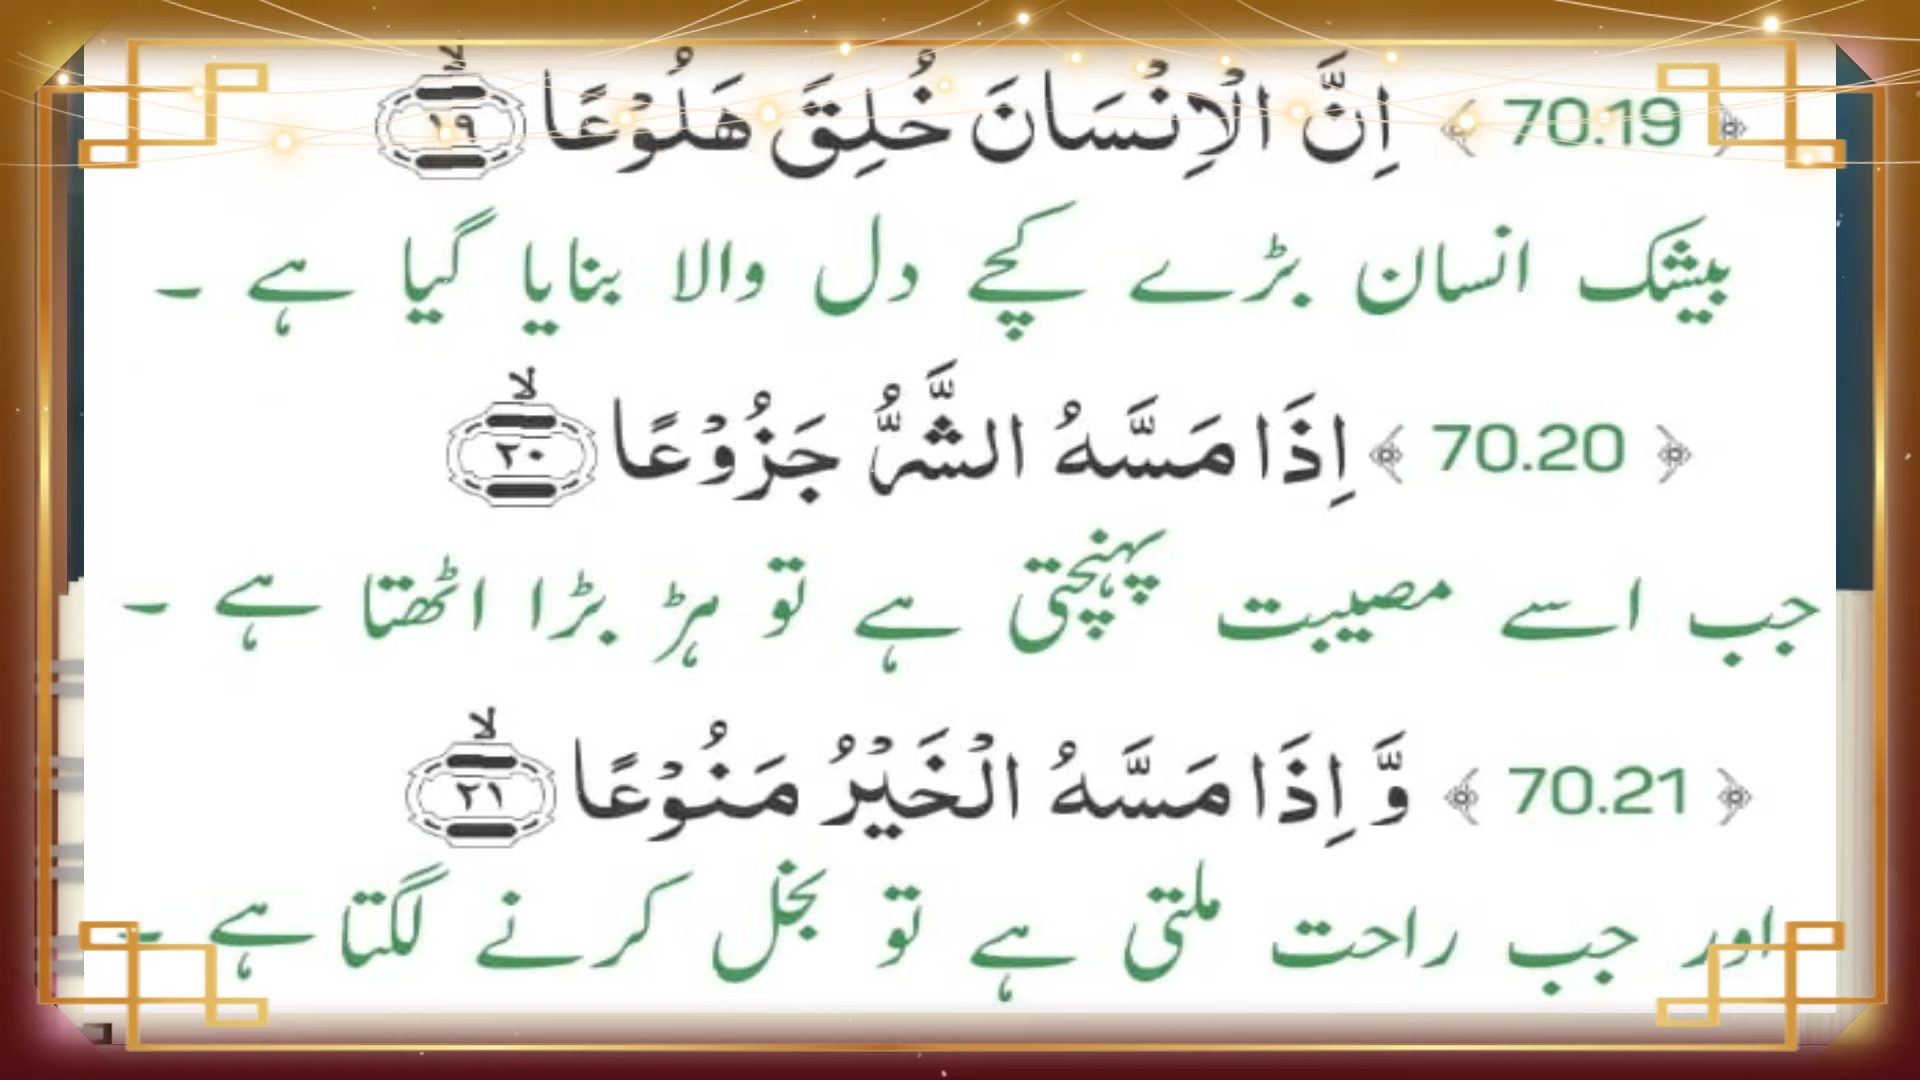 ﴿ 70.19 ﴾ اِنَّ الۡاِنۡسَانَ خُلِقَ هَلُوۡعًا ۙ‏ ﴿۱۹﴾
بیشک انسان بڑے کچے دل والا بنایا گیا ہے ۔
﴿ 70.20 ﴾ اِذَا مَسَّهُ الشَّرُّ جَزُوۡعًا ۙ‏ ﴿۲۰﴾
جب اسے مصیبت پہنچتی ہے تو ہڑ بڑا اٹھتا ہے ۔
﴿ 70.21 ﴾ وَّ اِذَا مَسَّهُ الۡخَيۡرُ مَنُوۡعًا ۙ‏ ﴿۲۱﴾
اور جب راحت ملتی ہے تو بخل کرنے لگتا ہے ۔